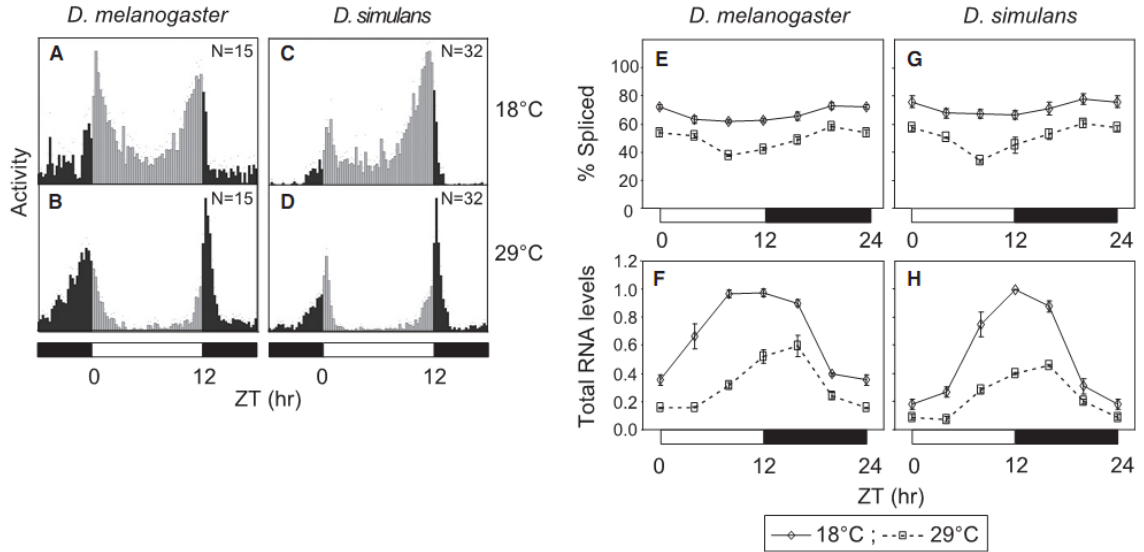 D. melanogaster
D. simulans
D. melanogaster
D. simulans
A
N=15
C
N=32
18°C
B
N=15
D
N=32
29°C
Activity
0
12
0
12
ZT (hr)
E
G
100
80
60
40
20
0
% Spliced
0
12
24
0
12
24
F
H
1.2
1.0
0.8
0.6
0.4
0.2
0.0
Total RNA levels
0
12
24
0
12
24
ZT (hr)
18°C ; 29°C